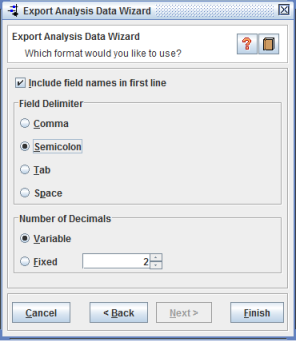 Export Analysis Data Wizard
Export Analysis Data Wizard
Which format would you like to use?
?
Include field names in first line
Field Delimiter
Comma
Semicolon
Tab
Space
Number of Decimals
Variable
Fixed 2
Cancel < Back Next > Finish